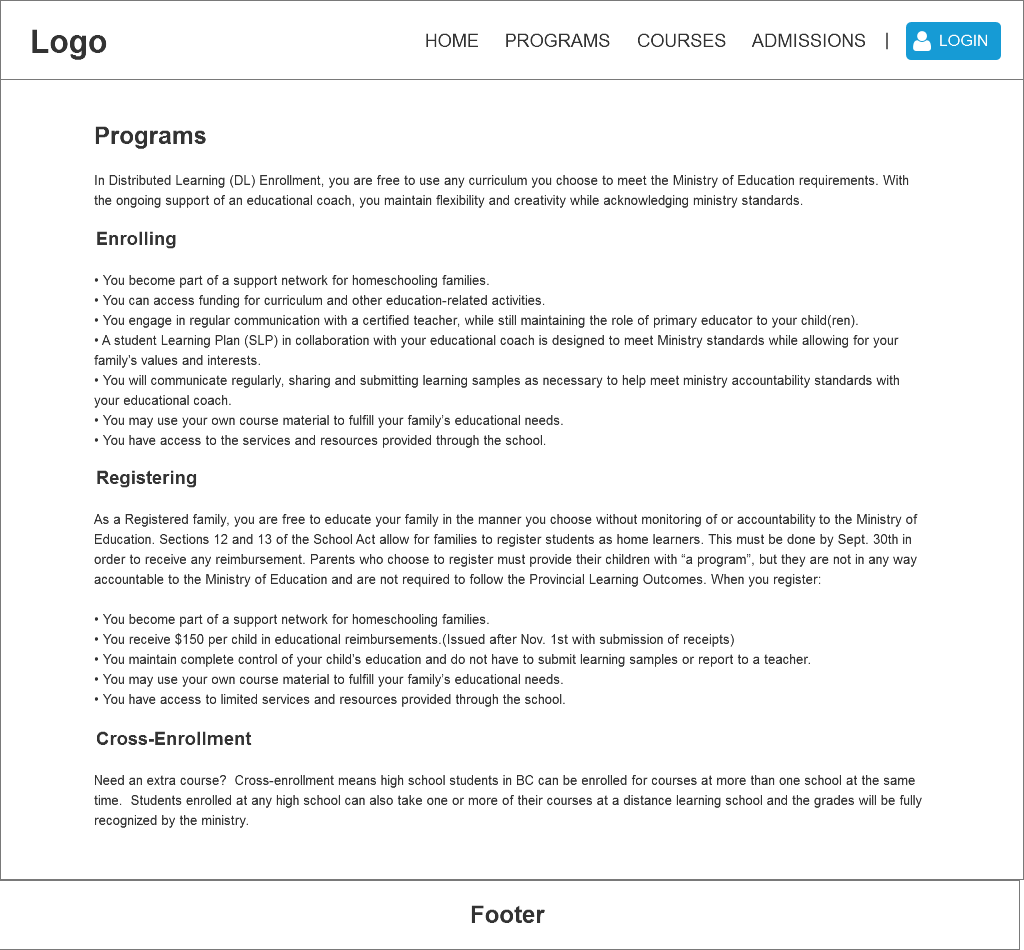 Logo
HOME PROGRAMS COURSES ADMISSIONS | LOGIN
Programs
In Distributed Learning (DL) Enrollment, you are free to use any curriculum you choose to meet the Ministry of Education requirements. With
the ongoing support of an educational coach, you maintain flexibility and creativity while acknowledging ministry standards.
Enrolling
• You become part of a support network for homeschooling families.
• You can access funding for curriculum and other education-related activities.
• You engage in regular communication with a certified teacher, while still maintaining the role of primary educator to your child(ren).
• A student Learning Plan (SLP) in collaboration with your educational coach is designed to meet Ministry standards while allowing for your
family’s values and interests.
• You will communicate regularly, sharing and submitting learning samples as necessary to help meet ministry accountability standards with
your educational coach.
• You may use your own course material to fulfill your family’s educational needs.
• You have access to the services and resources provided through the school.
Registering
As a Registered family, you are free to educate your family in the manner you choose without monitoring of or accountability to the Ministry of
Education. Sections 12 and 13 of the School Act allow for families to register students as home learners. This must be done by Sept. 30th in
order to receive any reimbursement. Parents who choose to register must provide their children with “a program”, but they are not in any way
accountable to the Ministry of Education and are not required to follow the Provincial Learning Outcomes. When you register:
• You become part of a support network for homeschooling families.
• You receive $150 per child in educational reimbursements.(Issued after Nov. 1st with submission of receipts)
• You maintain complete control of your child’s education and do not have to submit learning samples or report to a teacher.
• You may use your own course material to fulfill your family’s educational needs.
• You have access to limited services and resources provided through the school.
Cross-Enrollment
Need an extra course?  Cross-enrollment means high school students in BC can be enrolled for courses at more than one school at the same
time.  Students enrolled at any high school can also take one or more of their courses at a distance learning school and the grades will be fully
recognized by the ministry.
Footer